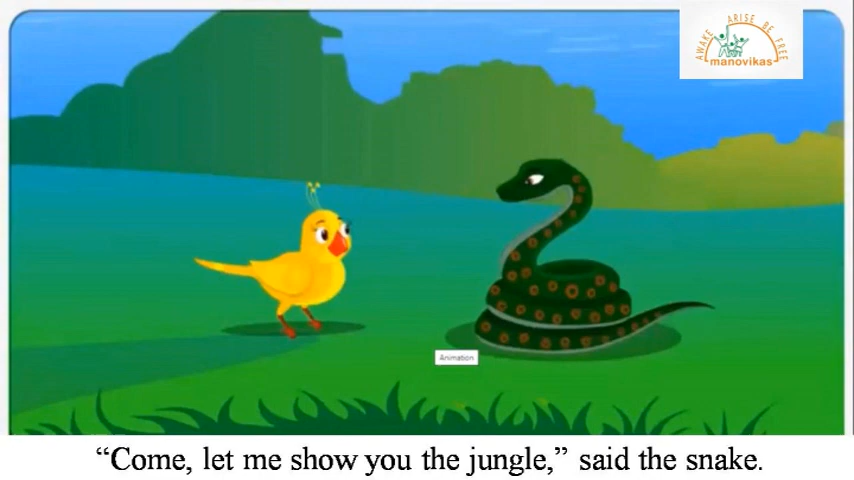 AWAKE ARISE BE FREE
manovikas
Animation
“Come, let me show you the jungle,” said the snake.